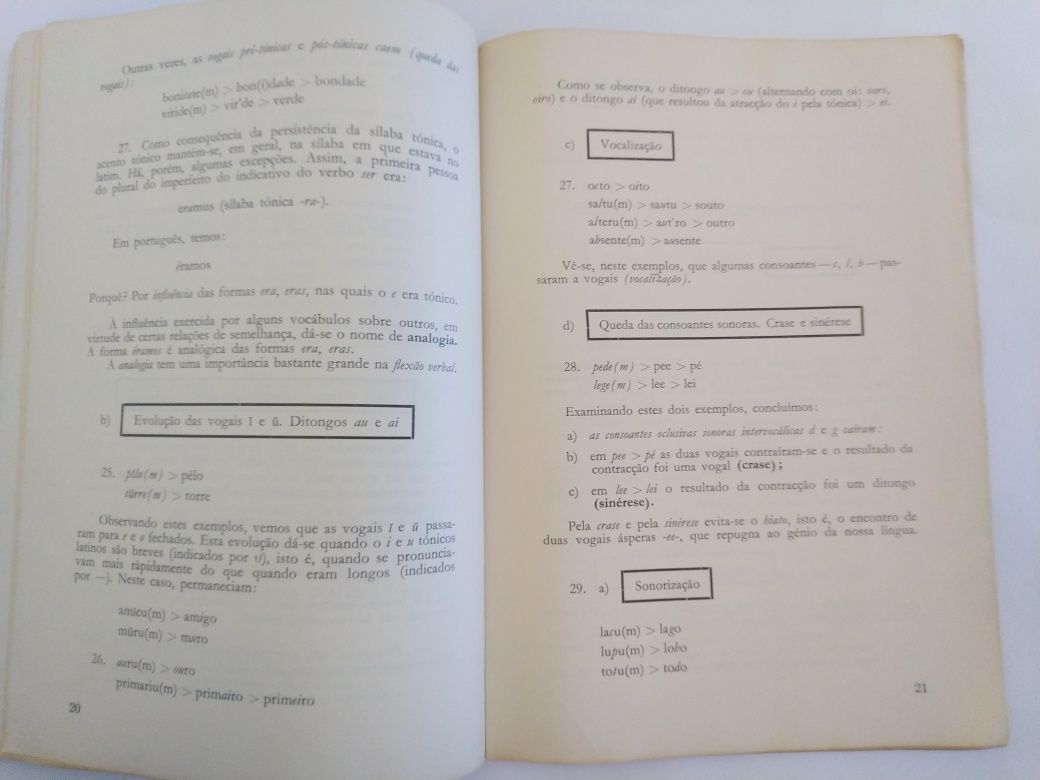 Outras vezes, as vogais pré-tónicas e pós-tónicas caem (queda das
vogais):
bonitate(m) > bon(i)dade > bondade
viride(m) > vir'de > verde
27. Como consequência da persistência da sílaba tónica, o
acento tónico mantém-se, em geral, na sílaba em que estava no
latim. Há, porém, algumas excepções. Assim, a primeira pessoa
do plural do imperfeito do indicativo do verbo ser era:
eramus (sílaba tónica -ra-).
Em português, temos:
éramos
Porquê? Por influência das formas era, eras, nas quais o e era tónico.
À influência exercida por alguns vocábulos sobre outros, em
virtude de certas relações de semelhança, dá-se o nome de analogia.
A forma éramos é analógica das formas era, eras.
A analogia tem uma importância bastante grande na flexão verbal.
b) Evolução das vogais ĭ e ŭ. Ditongos au e ai
25. pĭlu(m) > pêlo
tŭrre(m) > torre
Observando estes exemplos, vemos que as vogais ĭ e ŭ passa-
ram para e e o fechados. Esta evolução dá-se quando o i e u tónicos
latinos são breves (indicados por ᴗ), isto é, quando se pronuncia-
vam mais ràpidamente do que quando eram longos (indicados
por —). Neste caso, permaneciam:
amicu(m) > amigo
mūru(m) > muro
26. auru(m) > ouro
primariu(m) > primairo > primeiro
20
Como se observa, o ditongo au > ou (alternando com oi: ouro,
oiro) e o ditongo ai (que resultou da atracção do i pela tónica) > ei.
c) Vocalização
27. octo > oito
saltu(m) > sautu > souto
alteru(m) > aut'ro > outro
absente(m) > ausente
Vê-se, neste exemplos, que algumas consoantes — c, l, b — pas-
saram a vogais (vocalização).
d) Queda das consoantes sonoras. Crase e sinérese
28. pede(m) > pee > pé
lege(m) > lee > lei
Examinando estes dois exemplos, concluímos:
a) as consoantes oclusivas sonoras intervocálicas d e g caíram:
b) em pee > pé as duas vogais contraíram-se e o resultado da
contracção foi uma vogal (crase);
c) em lee > lei o resultado da contracção foi um ditongo
(sinérese).
Pela crase e pela sinérese evita-se o hiato, isto é, o encontro de
duas vogais ásperas -ee-, que repugna ao génio da nossa língua.
29. a) Sonorização
lacu(m) > lago
lupu(m) > lobo
totu(m) > todo
21